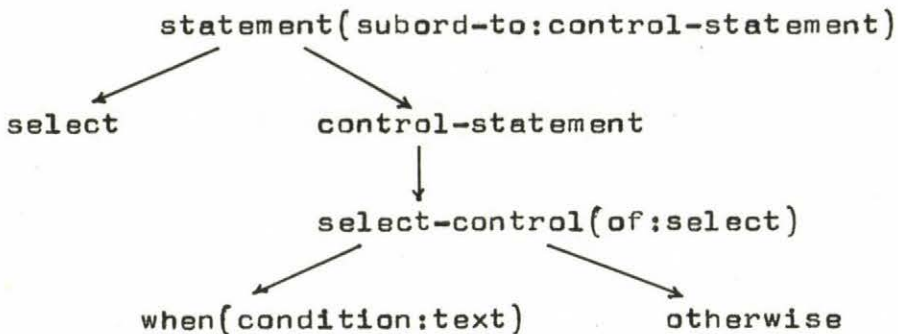 statement(subord-to:control-statement)
select control-statement
select-control(of:select)
when(condition:text) otherwise